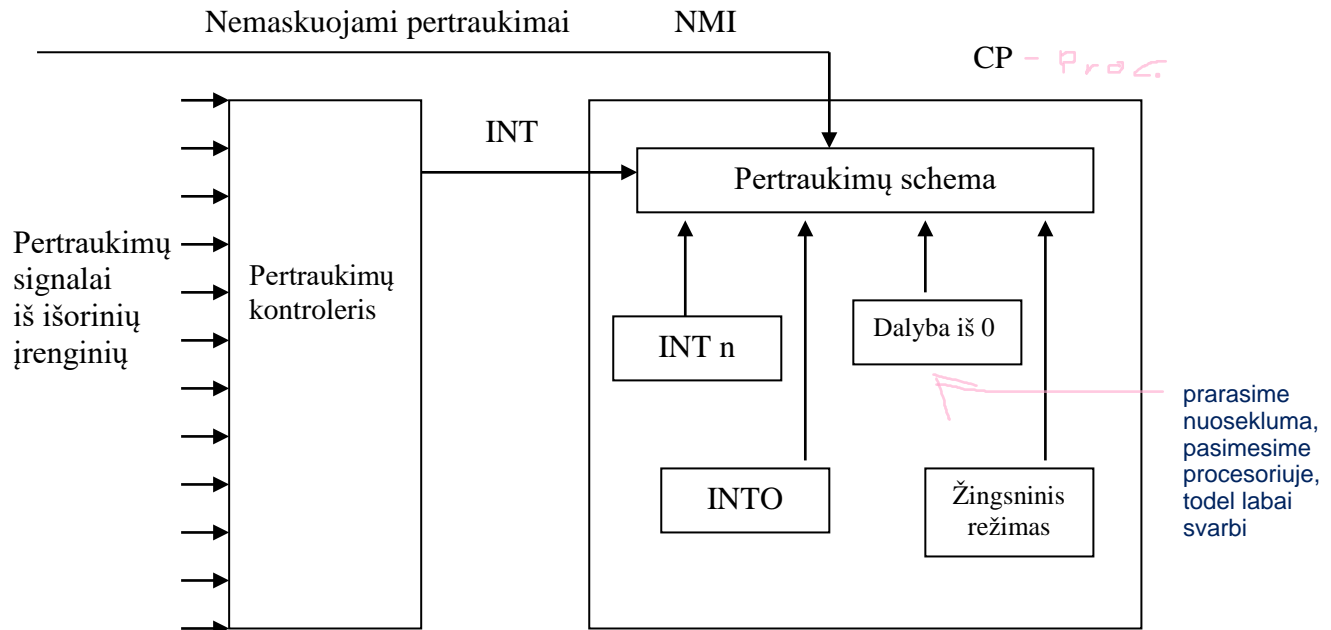 Nemaskuojami pertraukimai NMI
CP - Proc.
INT
Pertraukimų schema
Pertraukimų
signalai
iš išorinių
įrenginių
Pertraukimų
kontroleris
INT n
Dalyba iš 0
INTO
Žingsninis
režimas
prarasime
nuosekluma,
pasimesime
procesoriuje,
todel labai
svarbi